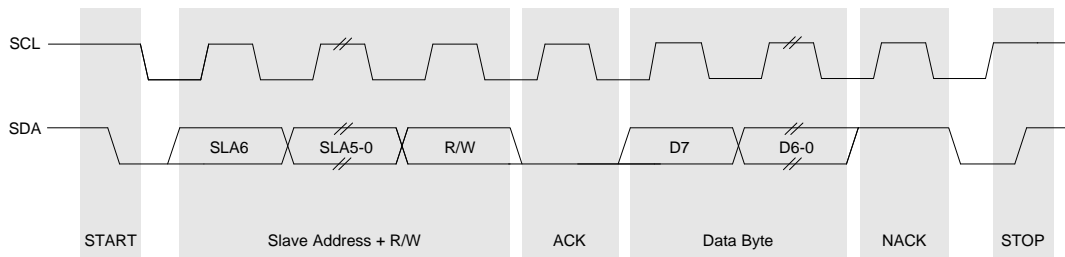 SCL
SDA
SLA6 SLA5-0 R/W D7 D6-0
START Slave Address + R/W ACK Data Byte NACK STOP